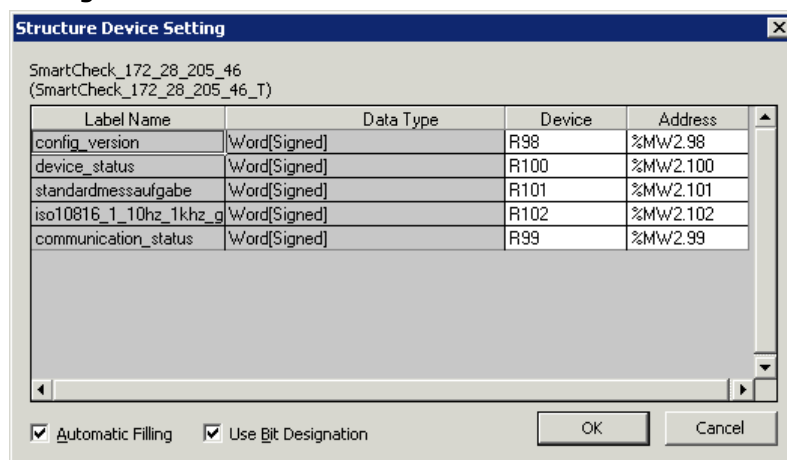 Structure Device Setting
SmartCheck_172_28_205_46
(SmartCheck_172_28_205_46_T)
Label Name Data Type Device Address
config_version Word[Signed] R98 %MW2.98
device_status Word[Signed] R100 %MW2.100
standardmessaufgabe Word[Signed] R101 %MW2.101
iso10816_1_10hz_1khz_g Word[Signed] R102 %MW2.102
communication_status Word[Signed] R99 %MW2.99
Automatic Filling Use Bit Designation OK Cancel